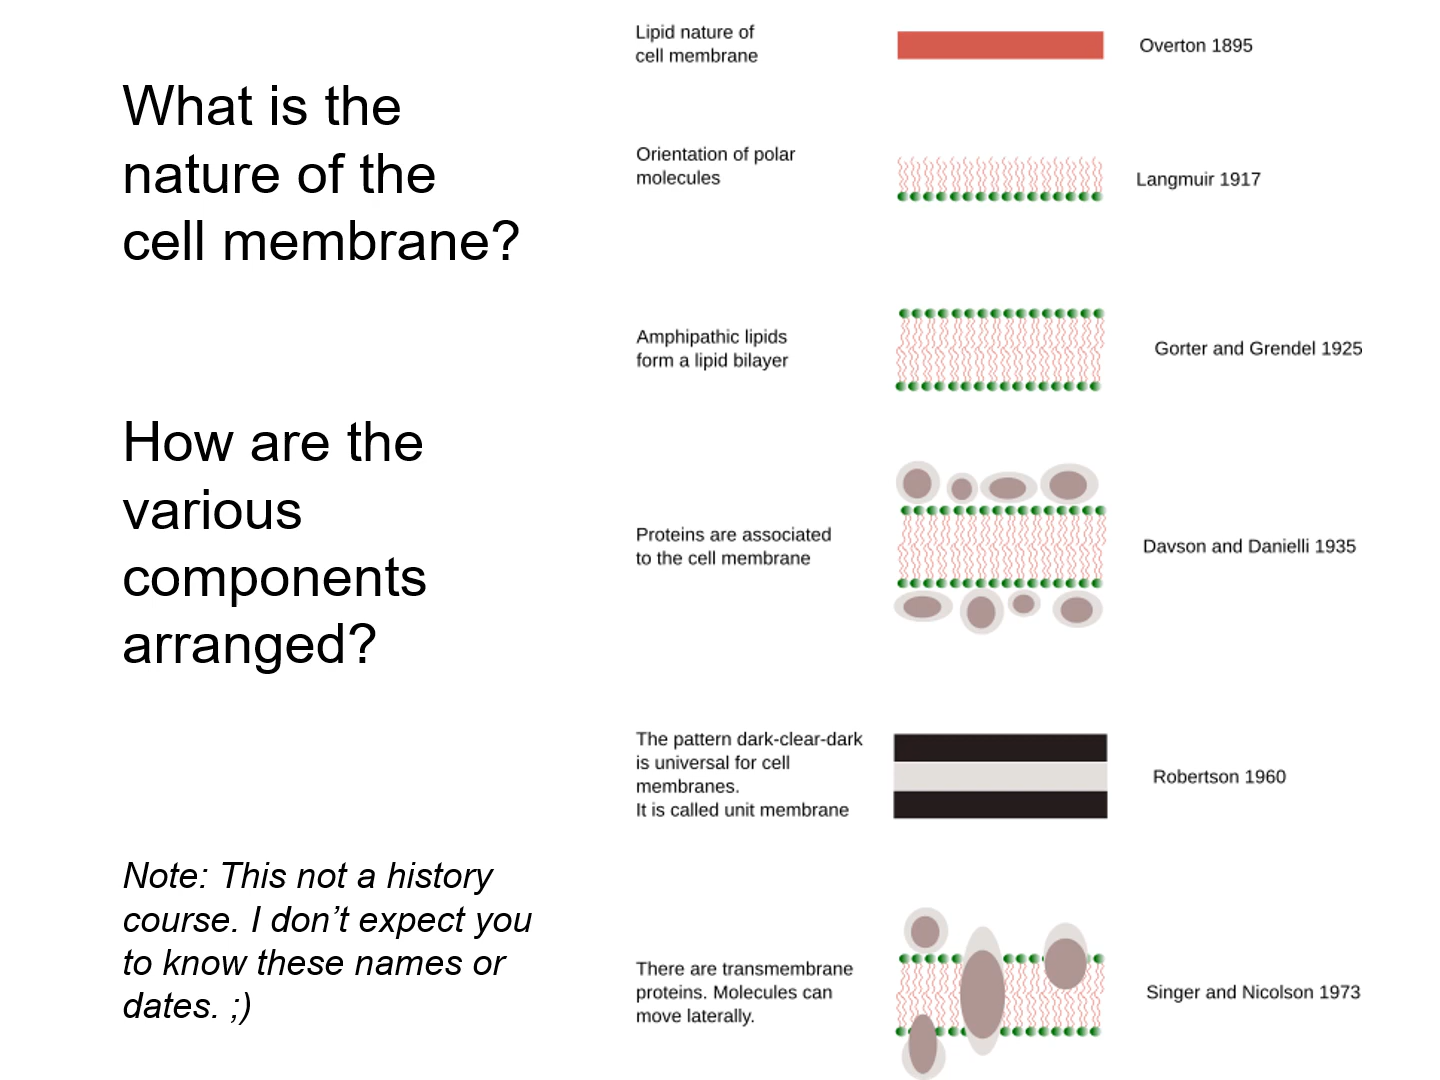 What is the
nature of the
cell membrane?
How are the
various
components
arranged?
Note: This not a history
course. I don’t expect you
to know these names or
dates. ;)
Lipid nature of
cell membrane
Overton 1895
Orientation of polar
molecules
Langmuir 1917
Amphipathic lipids
form a lipid bilayer
Gorter and Grendel 1925
Proteins are associated
to the cell membrane
Davson and Danielli 1935
The pattern dark-clear-dark
is universal for cell
membranes.
It is called unit membrane
Robertson 1960
There are transmembrane
proteins. Molecules can
move laterally.
Singer and Nicolson 1973